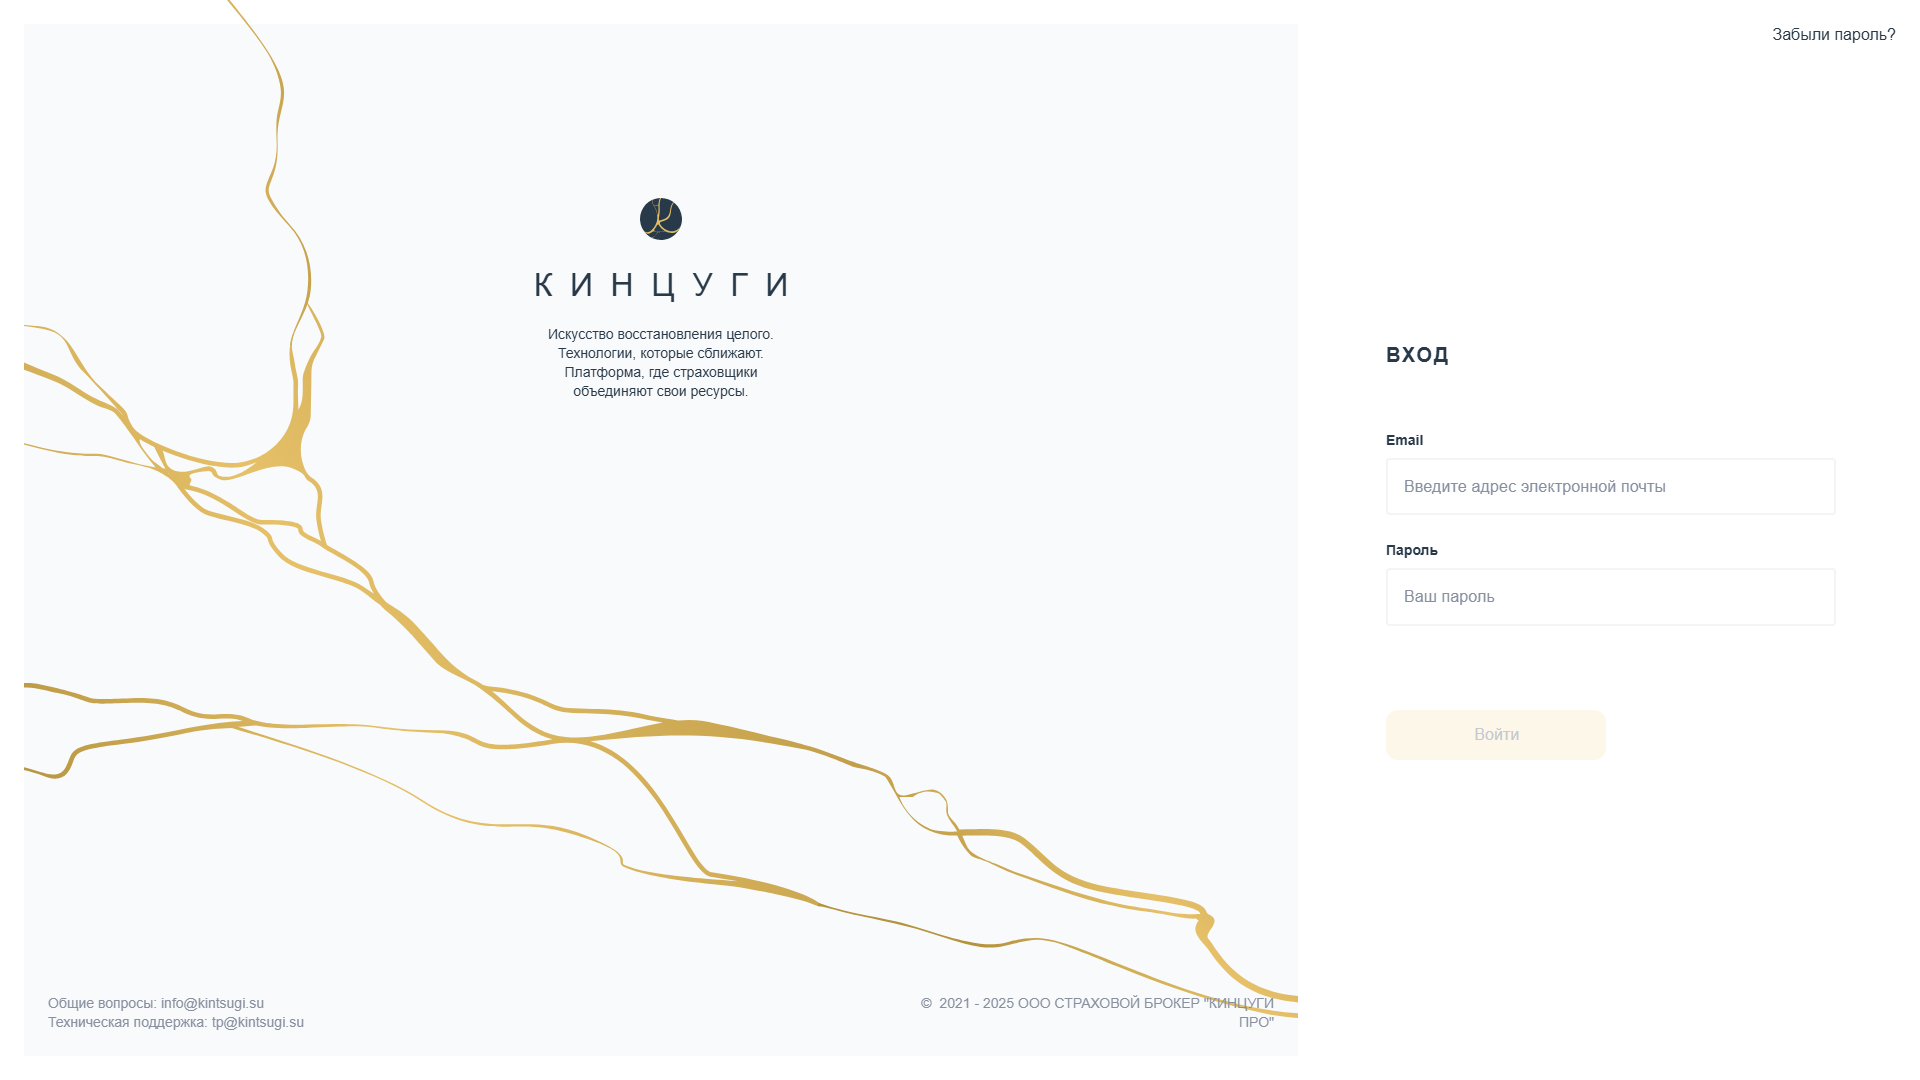 Забыли пароль?
КИНЦУГИ
Искусство восстановления целого.
Технологии, которые сближают.
Платформа, где страховщики
объединяют свои ресурсы.
ВХОД
Email
Введите адрес электронной почты
Пароль
Ваш пароль
Войти
Общие вопросы: info@kintsugi.su
Техническая поддержка: tp@kintsugi.su
© 2021 - 2025 ООО СТРАХОВОЙ БРОКЕР "КИНЦУГИ
ПРО"